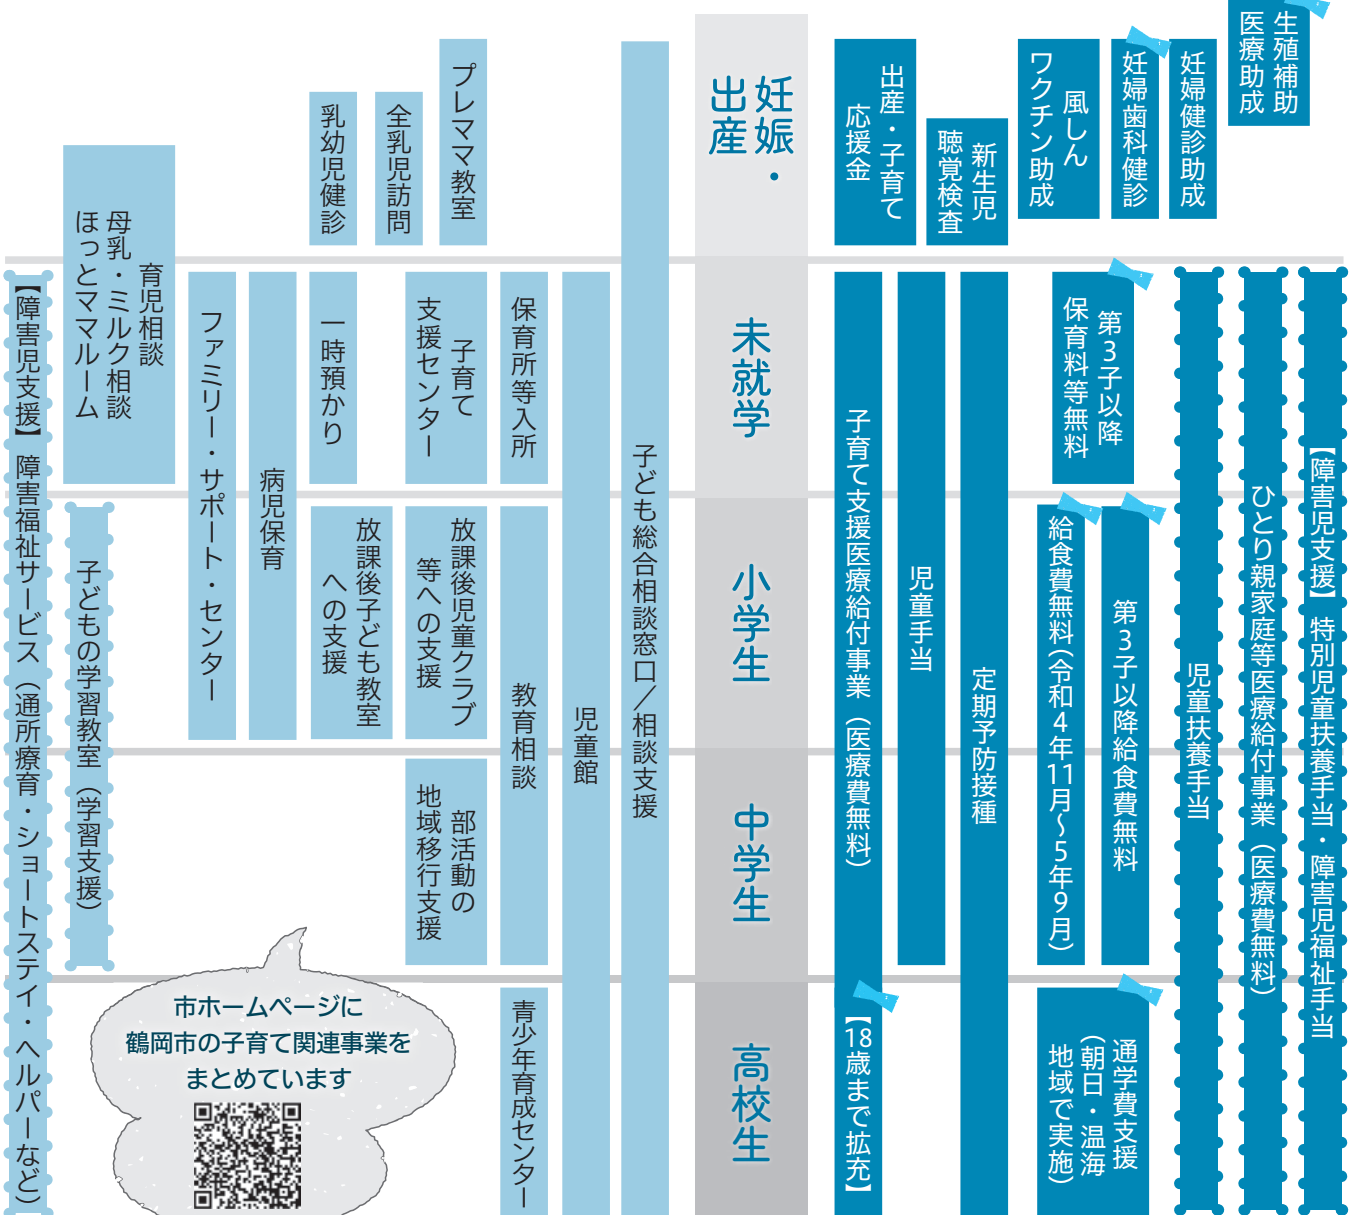 生殖補助
医療助成
妊婦健診助成
妊婦歯科健診
風しん
ワクチン助成
新生児
聴覚検査
出産・子育て
応援金
妊娠・
出産
プレママ教室
全乳児訪問
乳幼児健診
育児相談
母乳・ミルク相談
ほっとママルーム
【障害児支援】特別児童扶養手当・障害児福祉手当
ひとり親家庭等医療給付事業（医療費無料）
児童扶養手当
第3子以降
保育料等無料
定期予防接種
児童手当
子育て支援医療給付事業（医療費無料）
【18歳まで拡充】
未就学
子ども総合相談窓口／相談支援
児童館
保育所等入所
子育て
支援センター
一時預かり
病児保育
ファミリー・サポート・センター
【障害児支援】障害福祉サービス（通所療育・ショートステイ・ヘルパーなど）
第3子以降給食費無料
給食費無料（令和4年11月〜5年9月）
小学生
教育相談
放課後児童クラブ
等への支援
放課後子ども教室
への支援
子どもの学習教室（学習支援）
中学生
部活動の
地域移行支援
通学費支援
（朝日・温海
地域で実施）
高校生
青少年育成センター
市ホームページに
鶴岡市の子育て関連事業を
まとめています